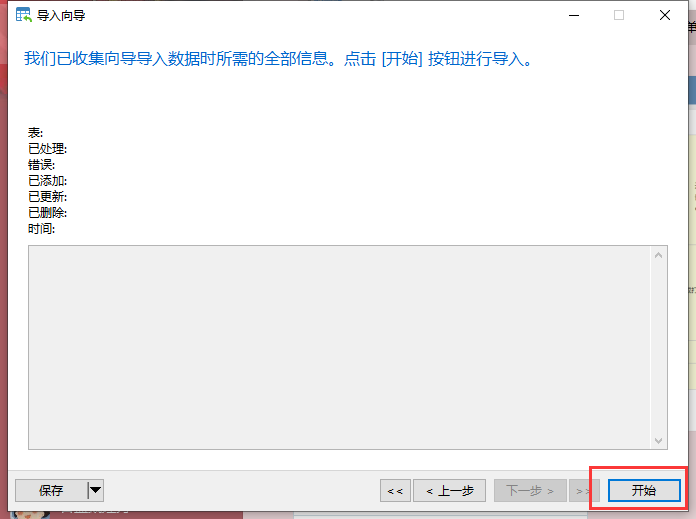 导入向导
单
我们已收集向导导入数据时所需的全部信息。点击 [开始] 按钮进行导入。
表:
已处理:
错误:
已添加:
已更新:
已删除:
时间:
保存 << < 上一步 下一步 > >> 开始